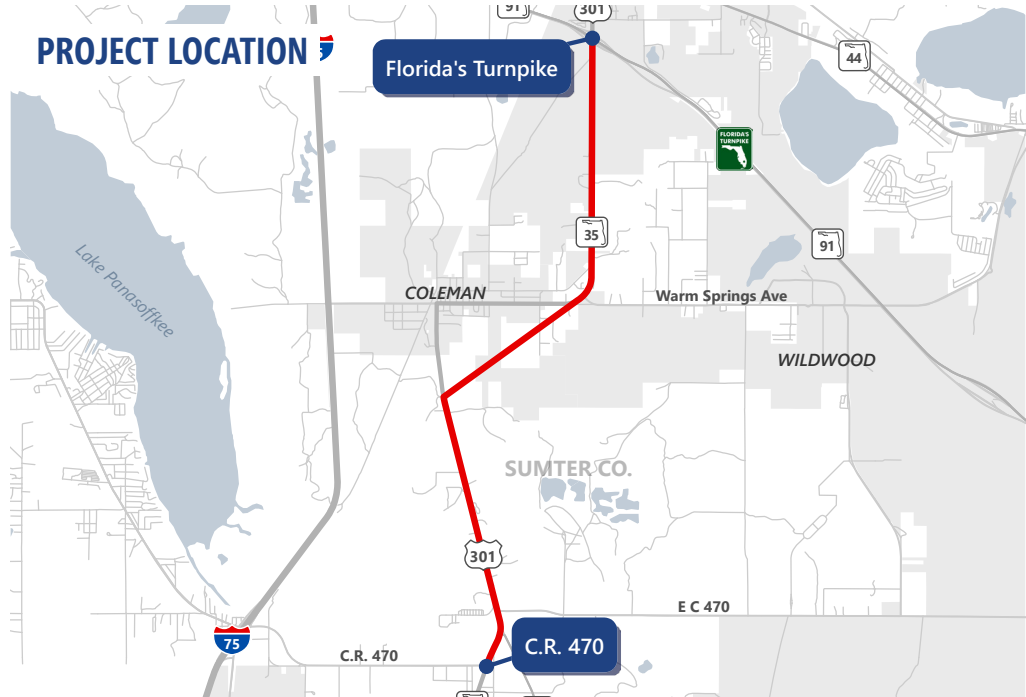 91
301
PROJECT LOCATION
Florida's Turnpike
44
FLORIDA'S
TURNPIKE
35
91
Lake Panasoffkee
COLEMAN
Warm Springs Ave
WILDWOOD
SUMTER CO.
301
E C 470
75
C.R. 470
C.R. 470